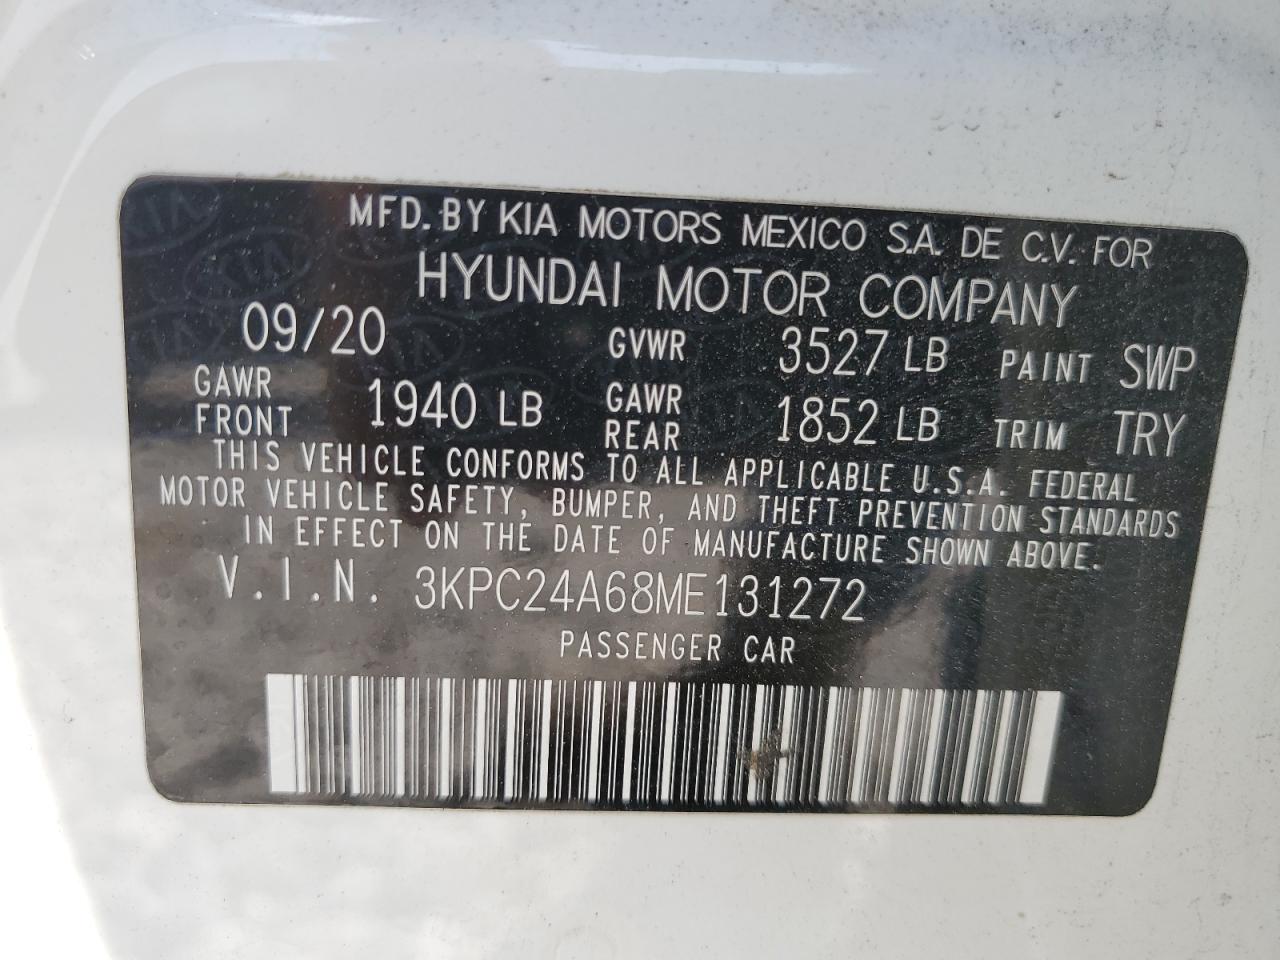 MFD. BY KIA MOTORS MEXICO S.A. DE C.V. FOR
HYUNDAI MOTOR COMPANY
09/20 GVWR 3527 LB PAINT SWP
GAWR FRONT 1940 LB GAWR REAR 1852 LB TRIM TRY
THIS VEHICLE CONFORMS TO ALL APPLICABLE U.S.A. FEDERAL
MOTOR VEHICLE SAFETY, BUMPER, AND THEFT PREVENTION STANDARDS
IN EFFECT ON THE DATE OF MANUFACTURE SHOWN ABOVE.
V.I.N. 3KPC24A68ME131272
PASSENGER CAR